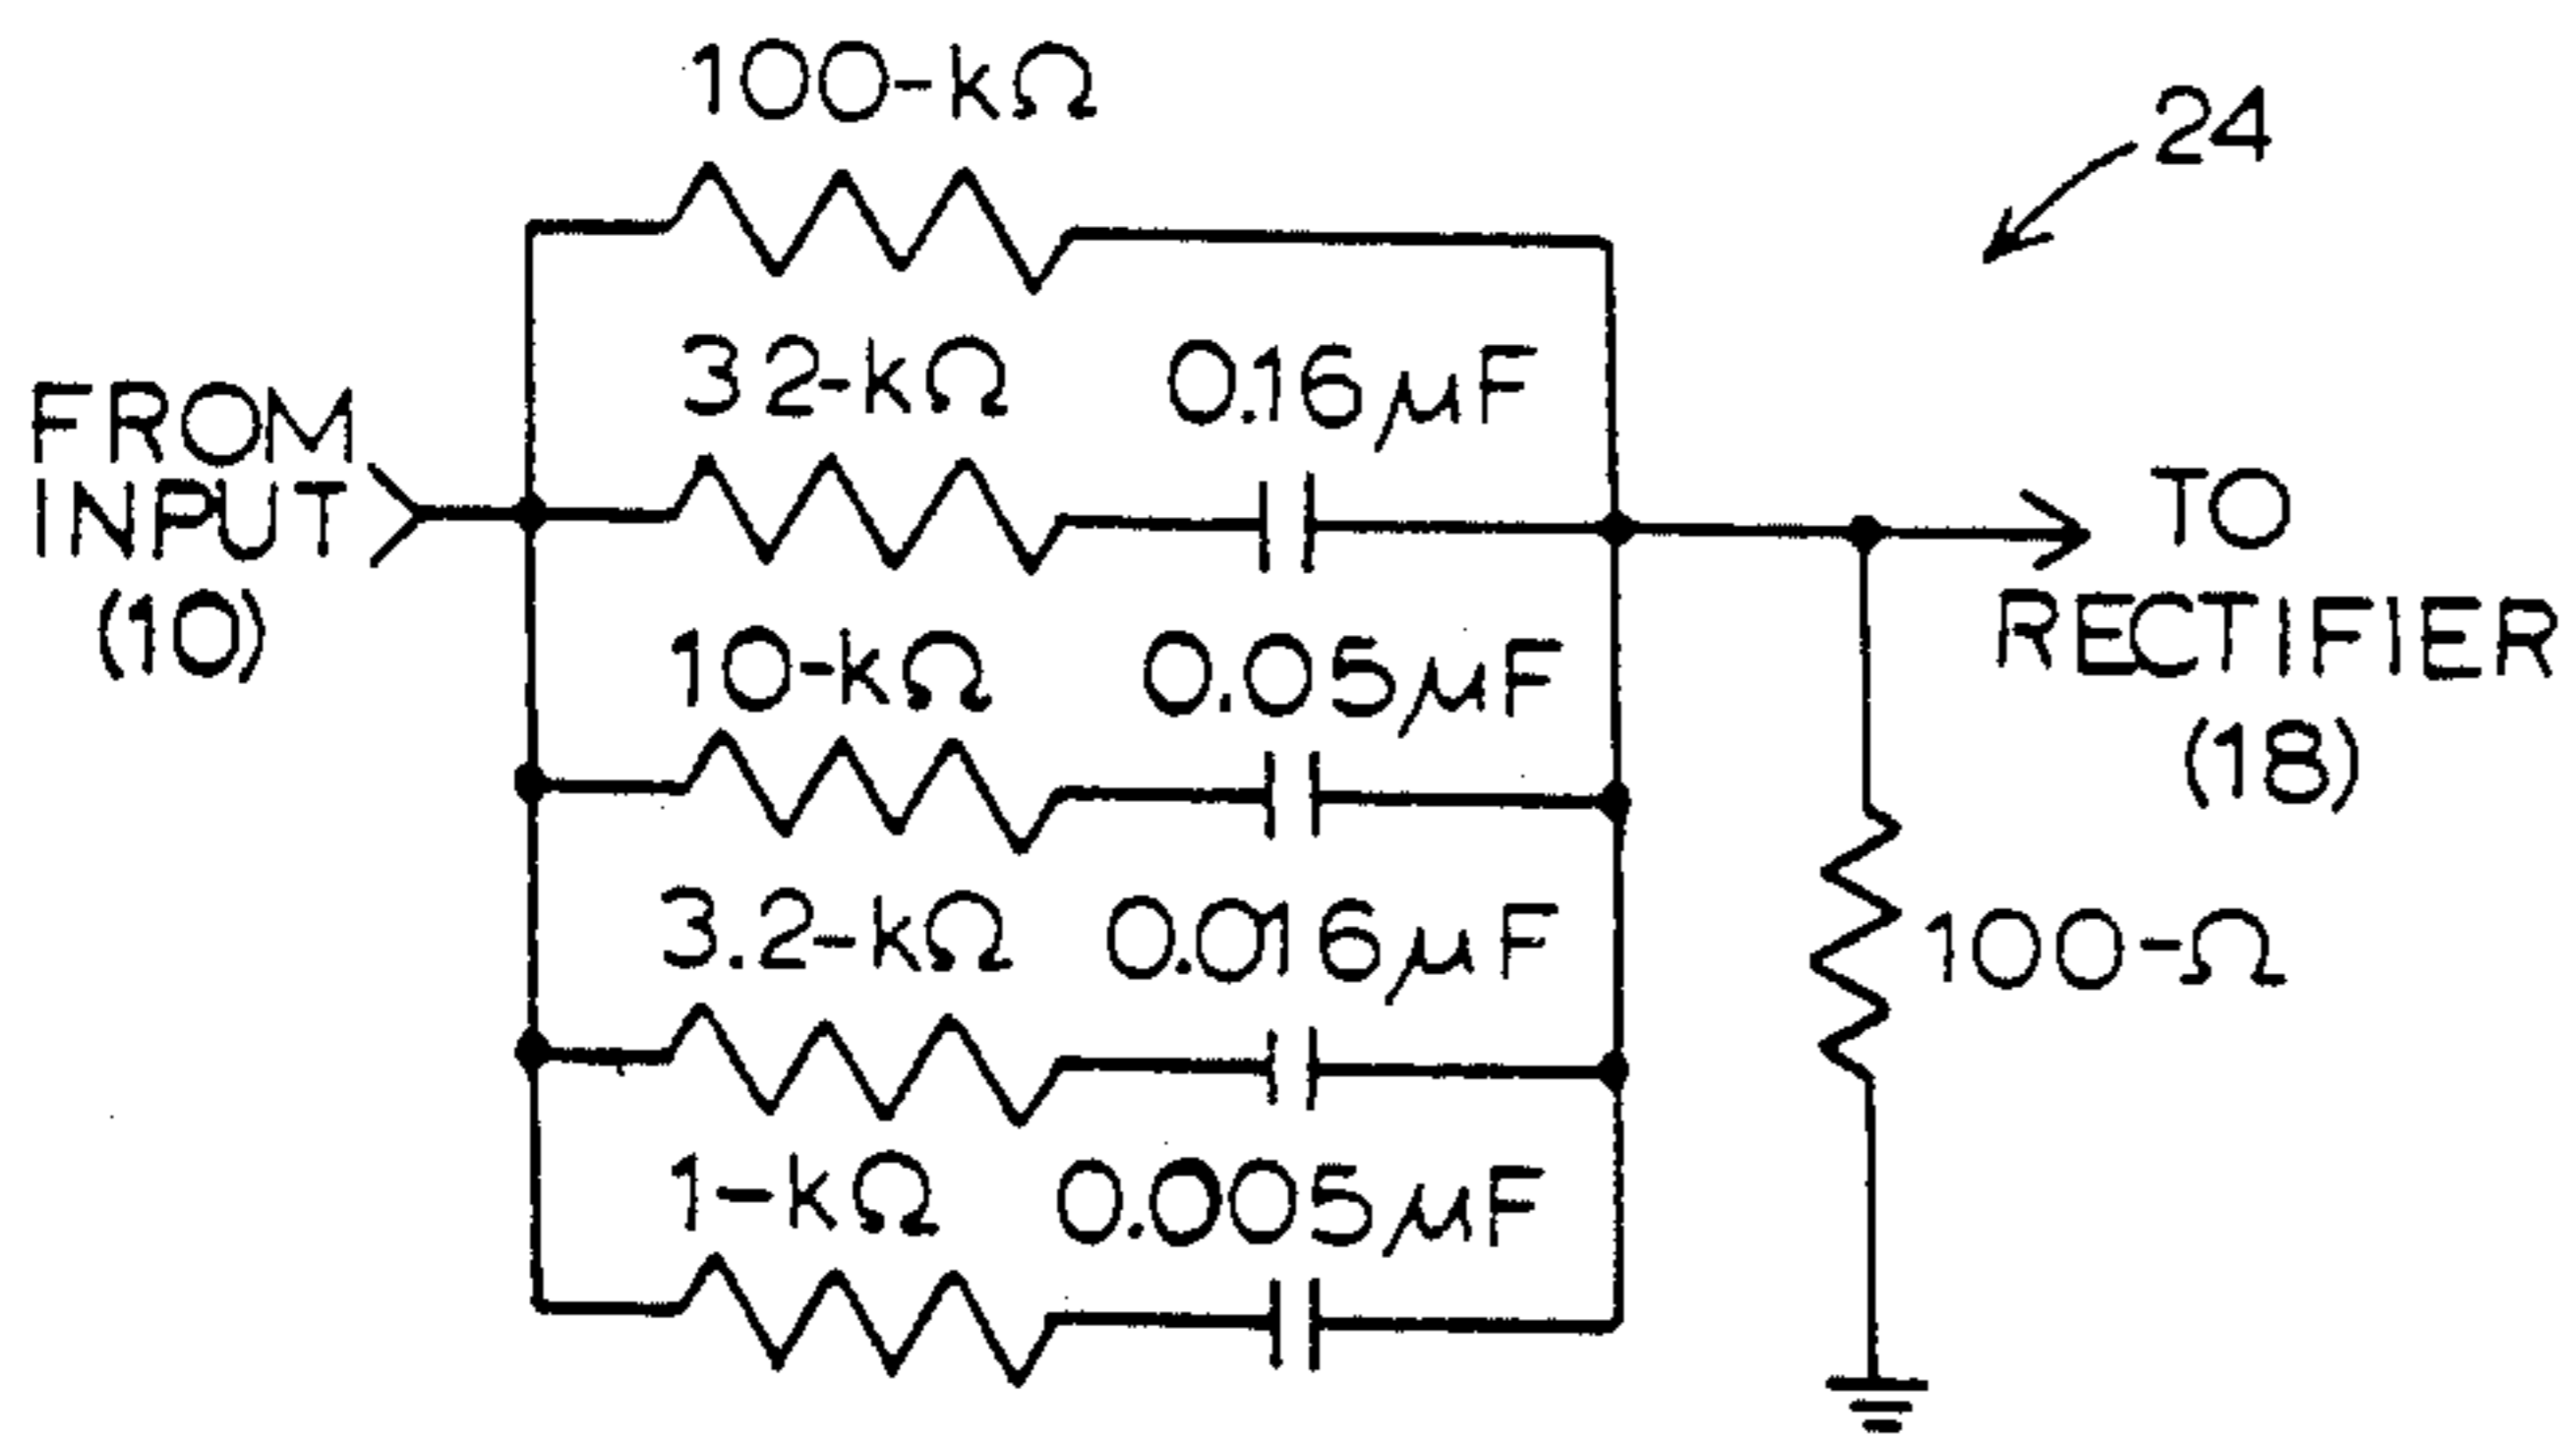 100-kΩ
24
32-kΩ 0.16μF
FROM
INPUT
(10)
TO
RECTIFIER
(18)
10-kΩ 0.05μF
3.2-kΩ 0.016μF
100-Ω
1-kΩ 0.005μF